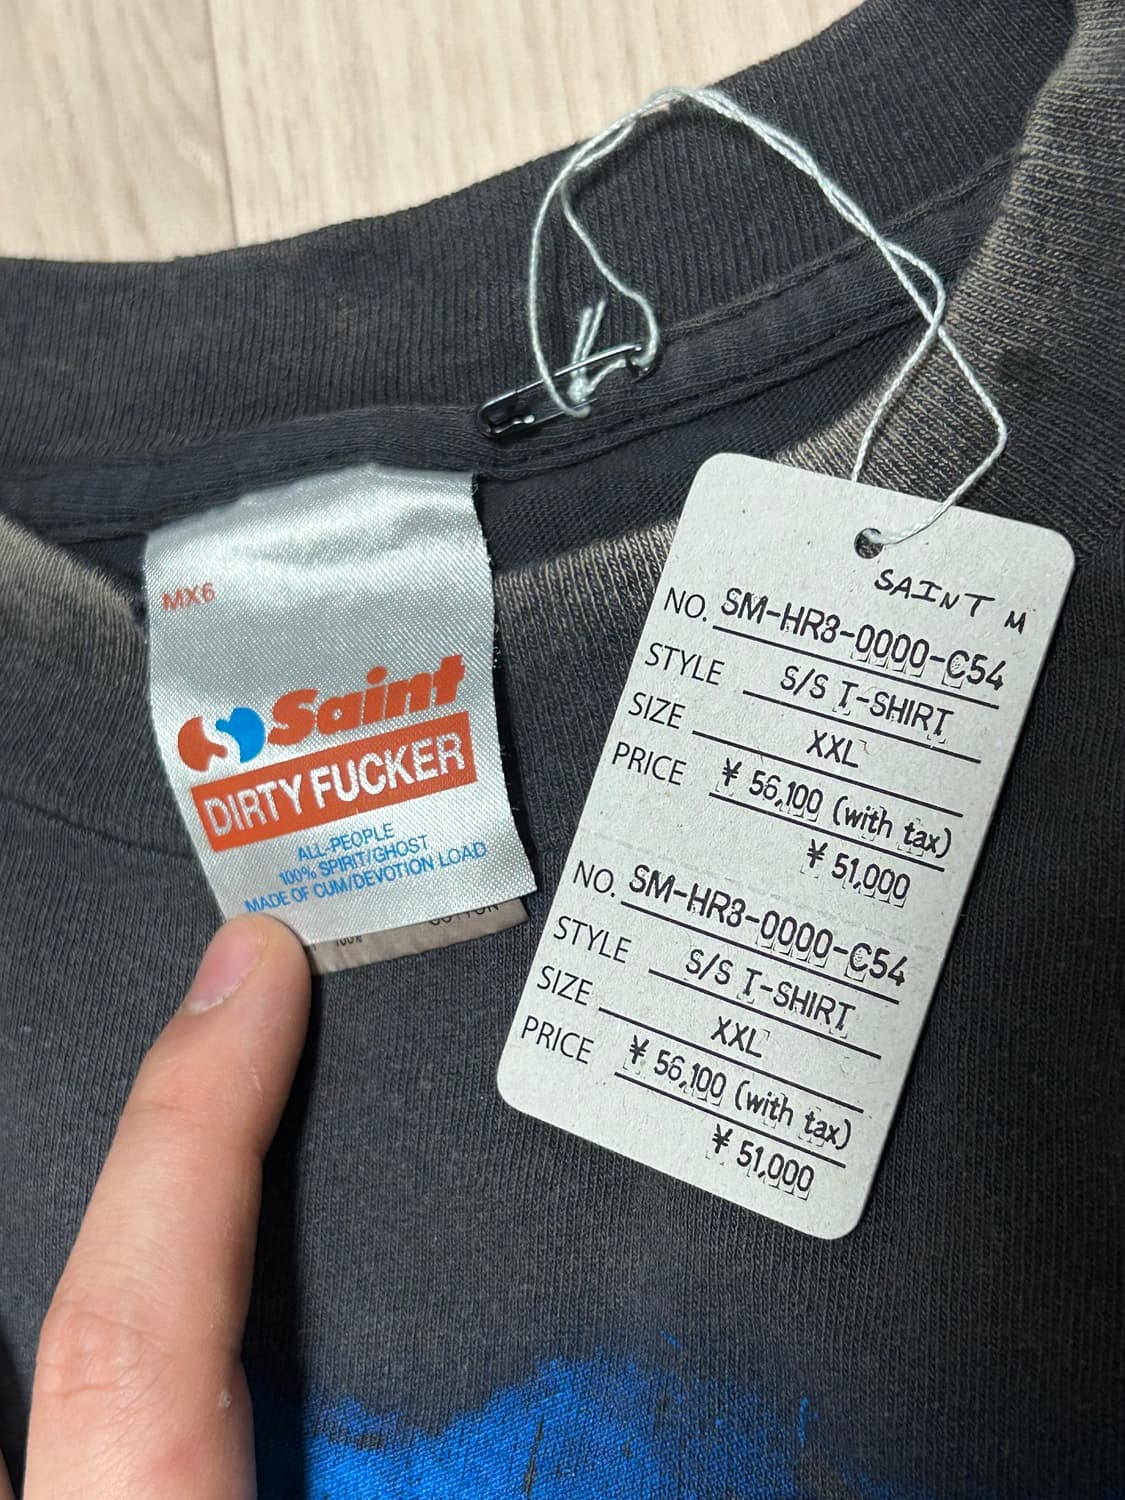 MX6
Saint
DIRTY FUCKER
ALL-PEOPLE
100% SPIRIT/GHOST
MADE OF CUM/DEVOTION LOAD
100%
COTTON
SAINT M
NO. SM-HR3-0000-C54
STYLE S/S T-SHIRT
SIZE XXL
PRICE ¥ 56,100 (with tax)
¥ 51,000
NO. SM-HR3-0000-C54
STYLE S/S T-SHIRT
SIZE XXL
PRICE ¥ 56,100 (with tax)
¥ 51,000